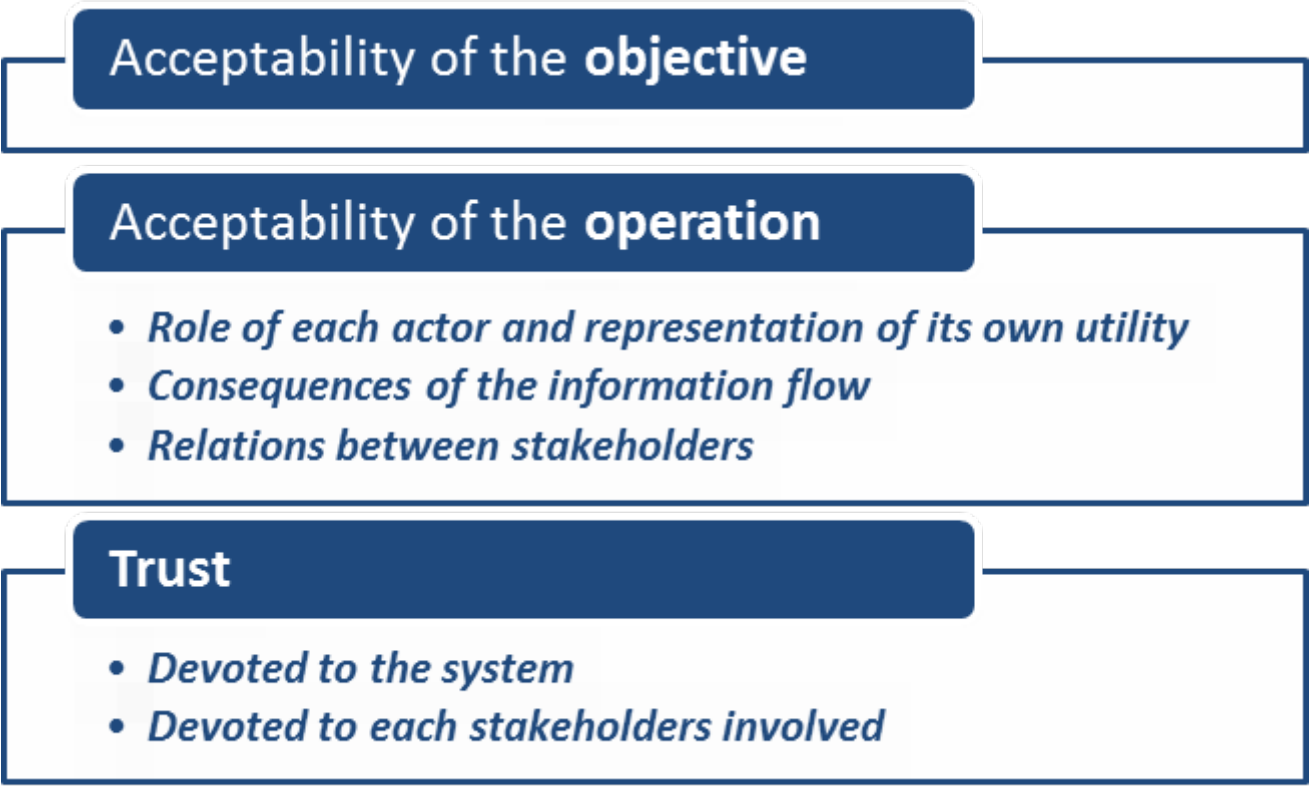 Acceptability of the objective
Acceptability of the operation
• Role of each actor and representation of its own utility
• Consequences of the information flow
• Relations between stakeholders
Trust
• Devoted to the system
• Devoted to each stakeholders involved